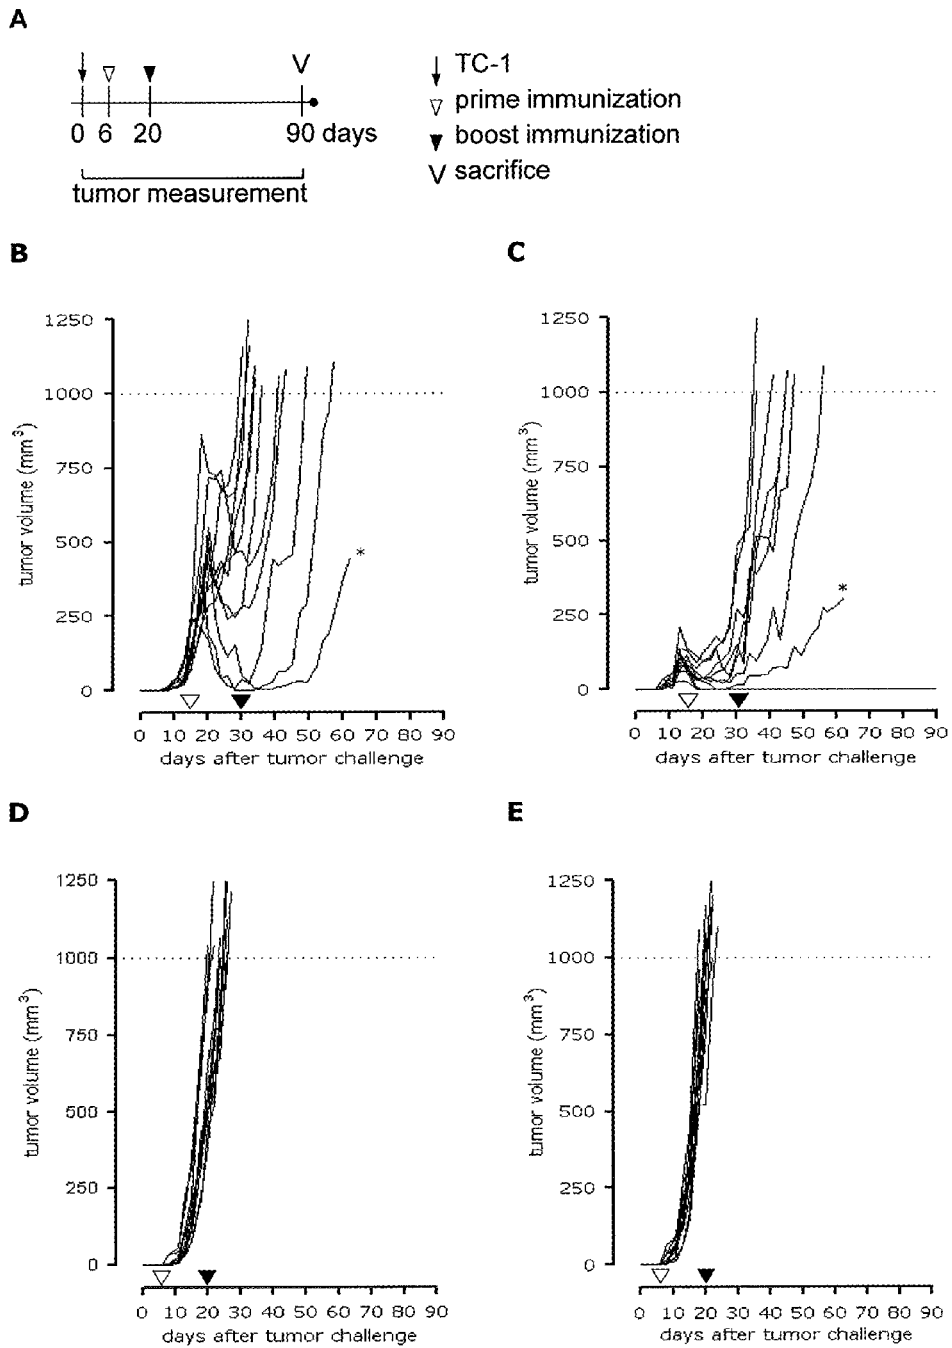 A
TC-1
prime immunization
boost immunization
V sacrifice
V
0 6 20 90 days
tumor measurement
B
1250
1000
750
500
250
0
tumor volume (mm³)
*
0 10 20 30 40 50 60 70 80 90
days after tumor challenge
C
1250
1000
750
500
250
0
tumor volume (mm³)
*
0 10 20 30 40 50 60 70 80 90
days after tumor challenge
D
1250
1000
750
500
250
0
tumor volume (mm³)
0 10 20 30 40 50 60 70 80 90
days after tumor challenge
E
1250
1000
750
500
250
0
tumor volume (mm³)
0 10 20 30 40 50 60 70 80 90
days after tumor challenge